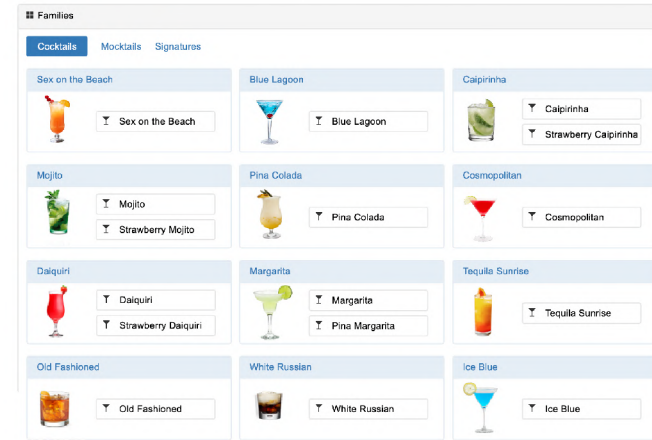 Families
Cocktails Mocktails Signatures
Sex on the Beach
Sex on the Beach
Blue Lagoon
Blue Lagoon
Caipirinha
Caipirinha
Strawberry Caipirinha
Mojito
Mojito
Strawberry Mojito
Pina Colada
Pina Colada
Cosmopolitan
Cosmopolitan
Daiquiri
Daiquiri
Strawberry Daiquiri
Margarita
Margarita
Pina Margarita
Tequila Sunrise
Tequila Sunrise
Old Fashioned
Old Fashioned
White Russian
White Russian
Ice Blue
Ice Blue